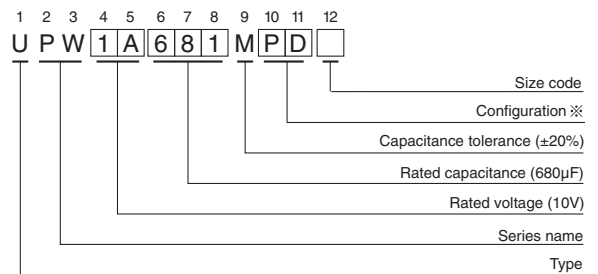 1 2 3 4 5 6 7 8 9 10 11 12
U P W 1 A 6 8 1 M P D
Size code
Configuration ※
Capacitance tolerance (±20%)
Rated capacitance (680µF)
Rated voltage (10V)
Series name
Type